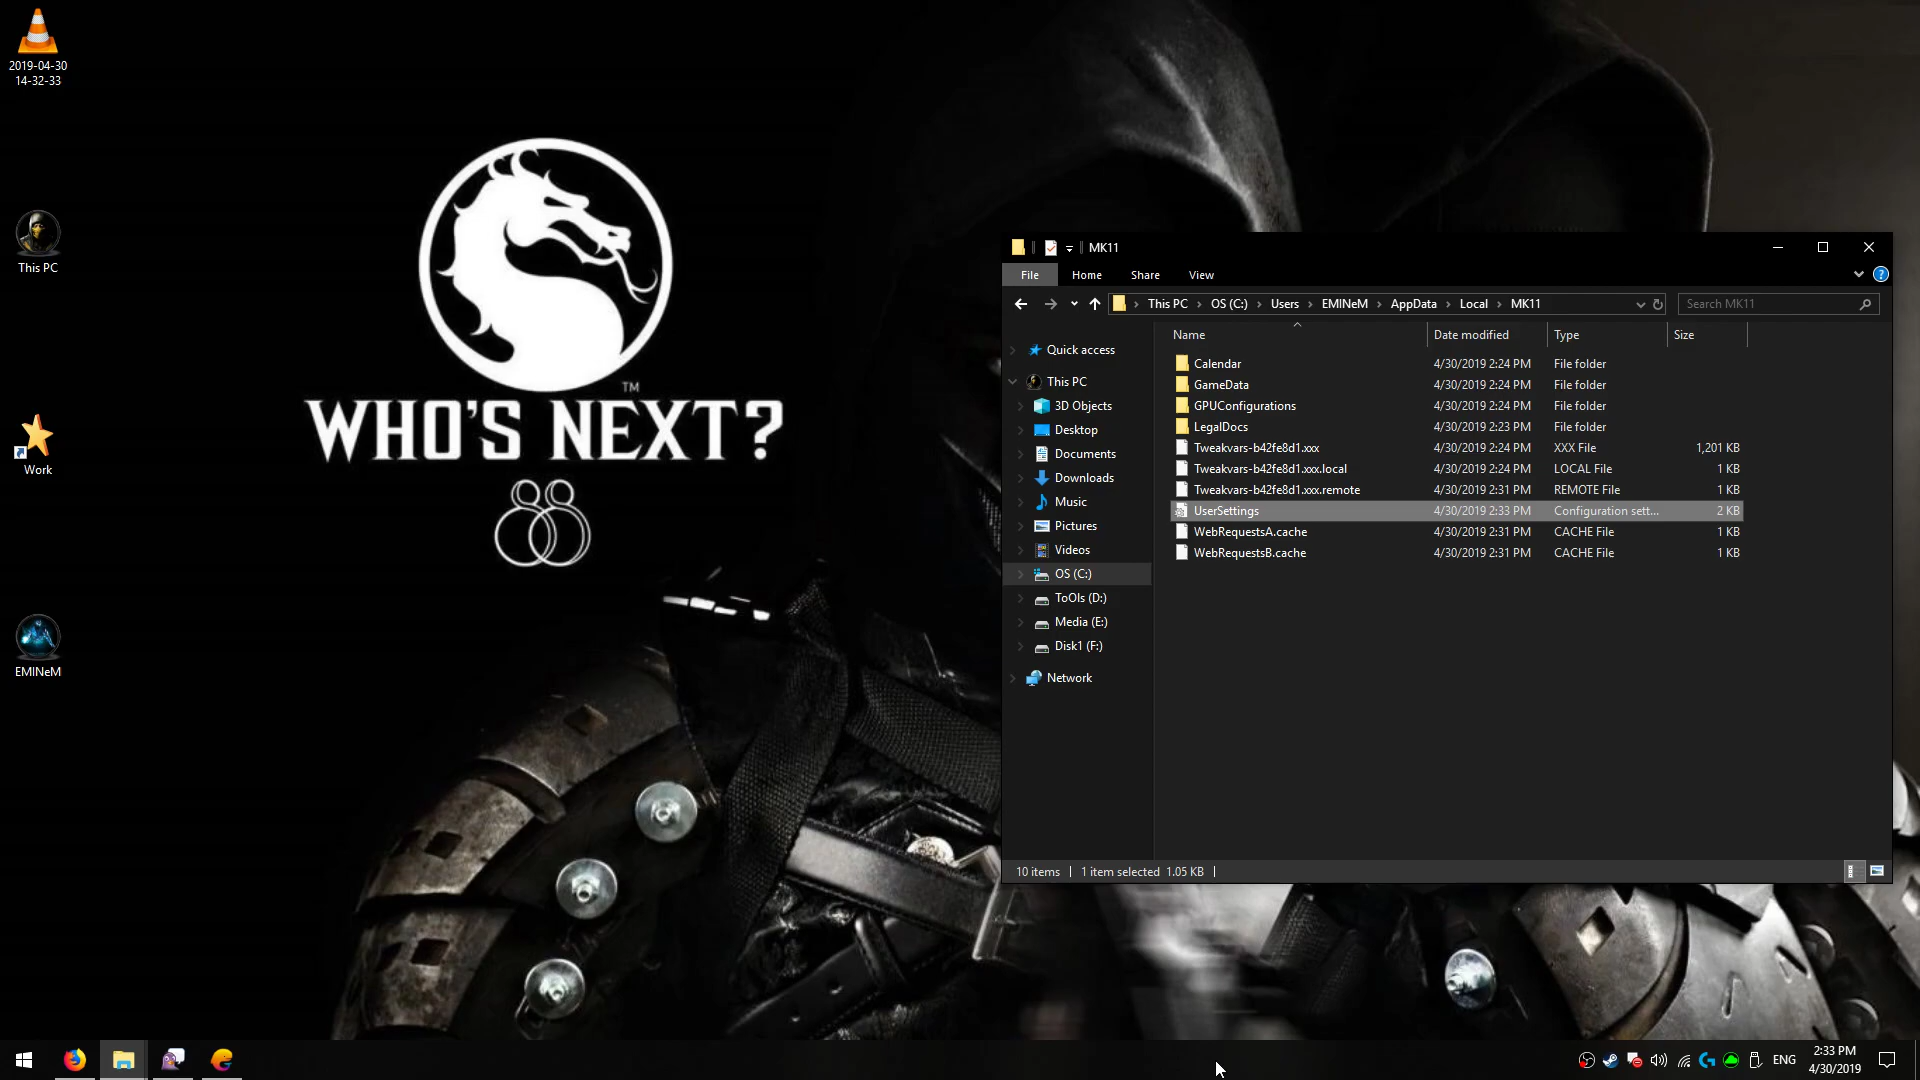 2019-04-30
14-32-33
This PC
Work
EMINeM
TM
WHO'S NEXT?
MK11
File Home Share View
This PC OS (C:) Users EMINeM AppData Local MK11
Search MK11
Name Date modified Type Size
Quick access
This PC
3D Objects
Desktop
Documents
Downloads
Music
Pictures
Videos
OS (C:)
ToOls (D:)
Media (E:)
Disk1 (F:)
Network
Calendar 4/30/2019 2:24 PM File folder
GameData 4/30/2019 2:24 PM File folder
GPUConfigurations 4/30/2019 2:24 PM File folder
LegalDocs 4/30/2019 2:23 PM File folder
Tweakvars-b42fe8d1.xxx 4/30/2019 2:24 PM XXX File 1,201 KB
Tweakvars-b42fe8d1.xxx.local 4/30/2019 2:24 PM LOCAL File 1 KB
Tweakvars-b42fe8d1.xxx.remote 4/30/2019 2:31 PM REMOTE File 1 KB
UserSettings 4/30/2019 2:33 PM Configuration sett... 2 KB
WebRequestsA.cache 4/30/2019 2:31 PM CACHE File 1 KB
WebRequestsB.cache 4/30/2019 2:31 PM CACHE File 1 KB
10 items 1 item selected 1.05 KB
ENG
2:33 PM
4/30/2019